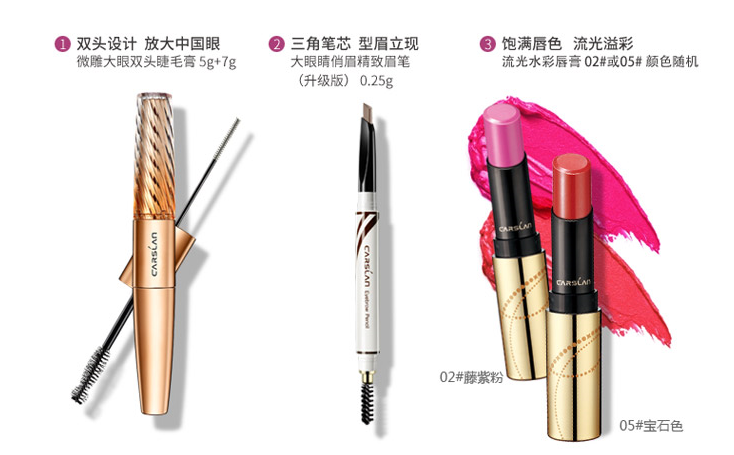 1 双头设计 放大中国眼
微雕大眼双头睫毛膏 5g+7g
2 三角笔芯 型眉立现
大眼睛俏眉精致眉笔
（升级版） 0.25g
3 饱满唇色 流光溢彩
流光水彩唇膏 02#或05# 颜色随机
CARSLAN
CARSLAN
Eyebrow Pencil
CARSLAN
CARSLAN
02#藤紫粉
05#宝石色